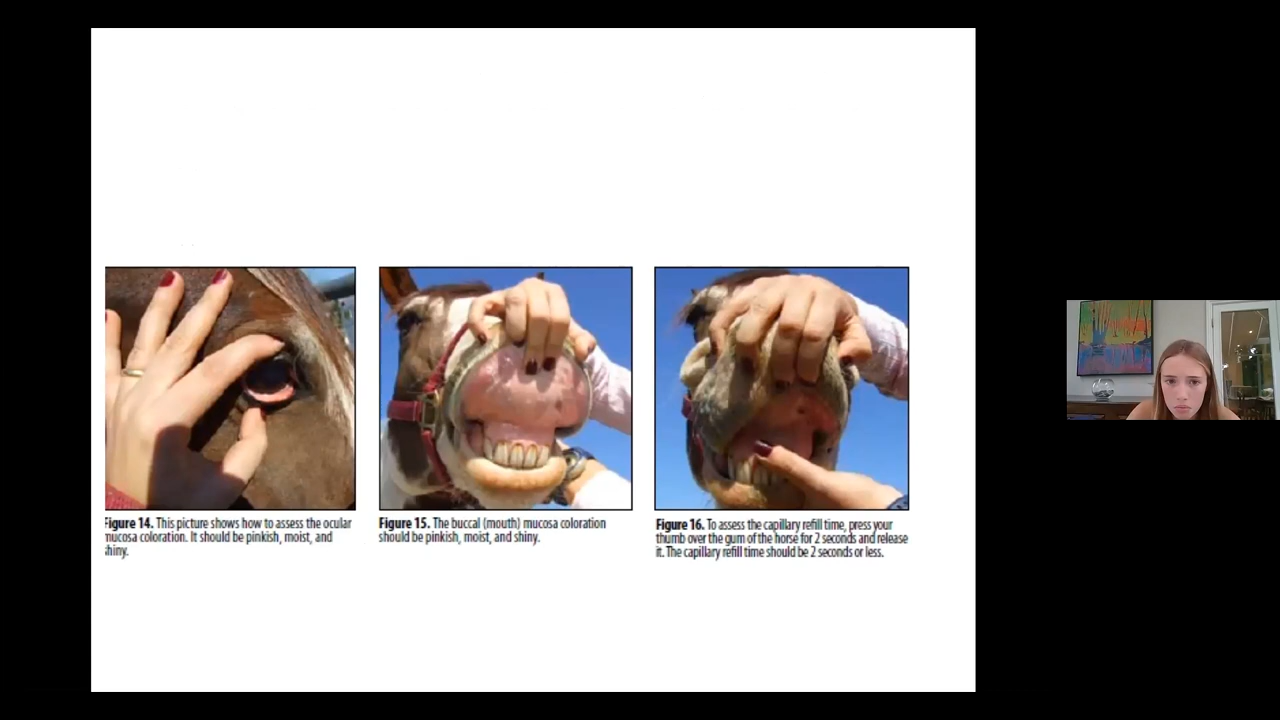 Figure 14. This picture shows how to assess the ocular
mucosa coloration. It should be pinkish, moist, and
shiny.
Figure 15. The buccal (mouth) mucosa coloration
should be pinkish, moist, and shiny.
Figure 16. To assess the capillary refill time, press your
thumb over the gum of the horse for 2 seconds and release
it. The capillary refill time should be 2 seconds or less.